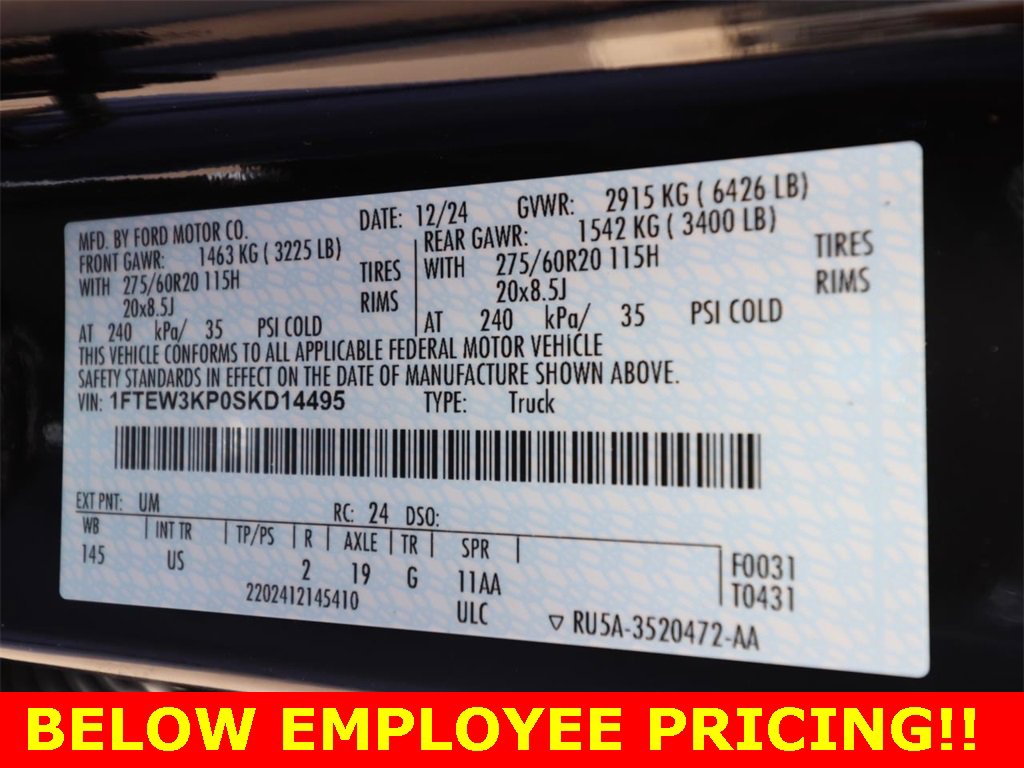 MFD. BY FORD MOTOR CO. DATE: 12/24 GVWR: 2915 KG ( 6426 LB)
FRONT GAWR: 1463 KG ( 3225 LB) REAR GAWR: 1542 KG ( 3400 LB)
WITH 275/60R20 115H TIRES WITH 275/60R20 115H TIRES
20x8.5J RIMS 20x8.5J RIMS
AT 240 kPa/ 35 PSI COLD AT 240 kPa/ 35 PSI COLD
THIS VEHICLE CONFORMS TO ALL APPLICABLE FEDERAL MOTOR VEHICLE
SAFETY STANDARDS IN EFFECT ON THE DATE OF MANUFACTURE SHOWN ABOVE.
VIN: 1FTEW3KP0SKD14495 TYPE: Truck
EXT PNT: UM RC: 24 DSO:
WB INT TR TP/PS R AXLE TR SPR
145 US 2 19 G 11AA F0031
2202412145410 ULC T0431
▽ RU5A-3520472-AA
BELOW EMPLOYEE PRICING!!